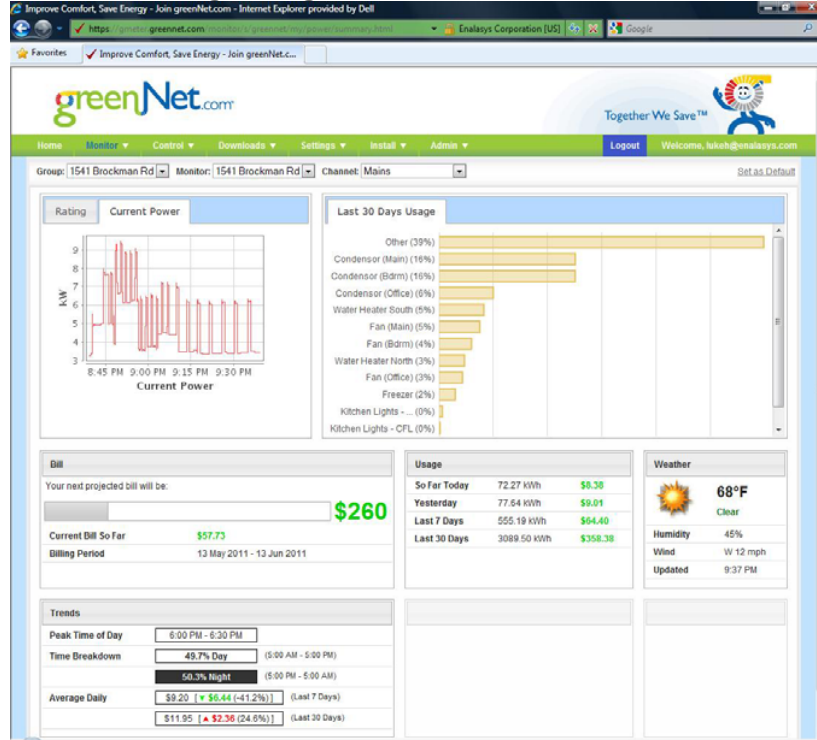 Improve Comfort, Save Energy - Join greenNet.com - Internet Explorer provided by Dell
https://gmeter.greennet.com/monitor/s/greennet/my/power/summary.html Enalasys Corporation [US] Google
Favorites Improve Comfort, Save Energy - Join greenNet.c...
greenNet.com
Together We Save™
Home Monitor Control Downloads Settings Install Admin Logout Welcome, lukeh@enalasys.com
Group: 1541 Brockman Rd Monitor: 1541 Brockman Rd Channel: Mains Set as Default
Rating Current Power
KW
9
8
7
6
5
4
3
8:45 PM 9:00 PM 9:15 PM 9:30 PM
Current Power
Last 30 Days Usage
Other (39%)
Condensor (Main) (16%)
Condensor (Bdrm) (16%)
Condensor (Office) (6%)
Water Heater South (5%)
Fan (Main) (5%)
Fan (Bdrm) (4%)
Water Heater North (3%)
Fan (Office) (3%)
Freezer (2%)
Kitchen Lights - ... (0%)
Kitchen Lights - CFL (0%)
Bill
Your next projected bill will be:
$260
Current Bill So Far $57.73
Billing Period 13 May 2011 - 13 Jun 2011
Usage
So Far Today 72.27 kWh $8.38
Yesterday 77.64 kWh $9.01
Last 7 Days 555.19 kWh $64.40
Last 30 Days 3089.50 kWh $358.38
Weather
68°F
Clear
Humidity 45%
Wind W 12 mph
Updated 9:37 PM
Trends
Peak Time of Day 6:00 PM - 6:30 PM
Time Breakdown 49.7% Day (5:00 AM - 5:00 PM)
50.3% Night (5:00 PM - 5:00 AM)
Average Daily $9.20 [▼ $6.44 (-41.2%)] (Last 7 Days)
$11.95 [▲ $2.36 (24.6%)] (Last 30 Days)